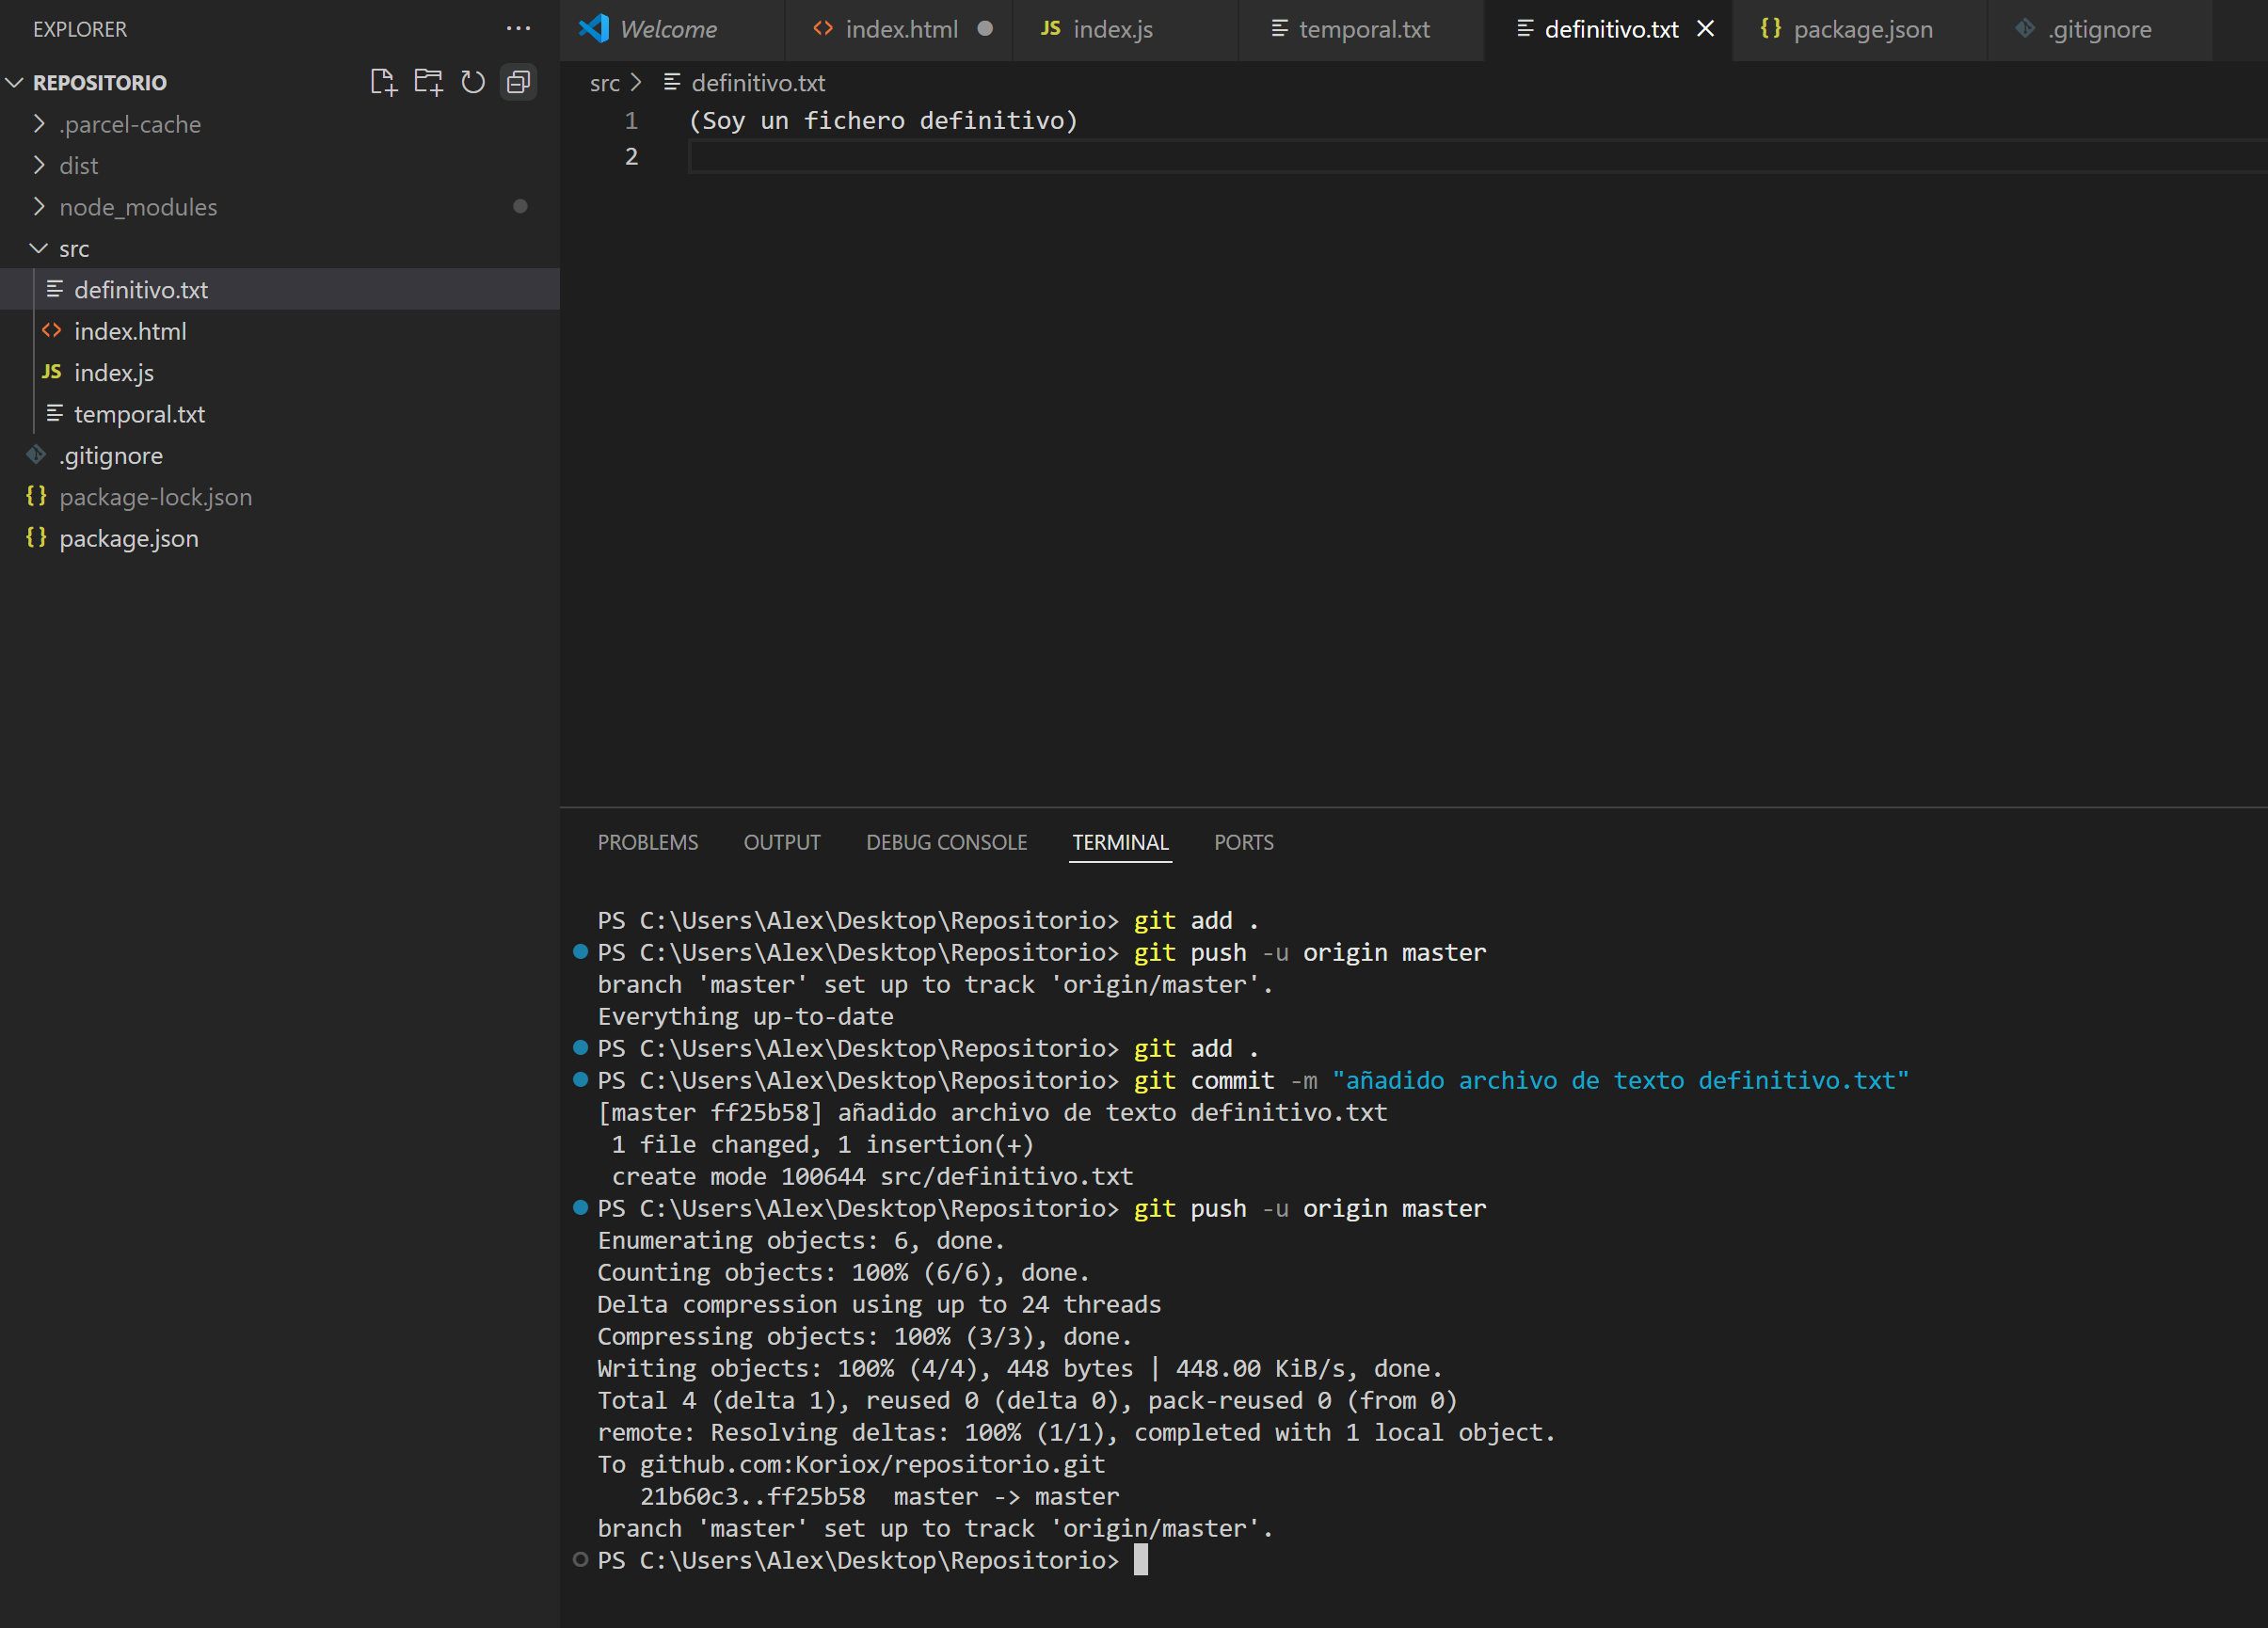 EXPLORER
REPOSITORIO
.parcel-cache
dist
node_modules
src
definitivo.txt
index.html
JS index.js
temporal.txt
.gitignore
{} package-lock.json
{} package.json
Welcome
index.html
JS index.js
temporal.txt
definitivo.txt
{} package.json
.gitignore
src > definitivo.txt
1 (Soy un fichero definitivo)
2
PROBLEMS OUTPUT DEBUG CONSOLE TERMINAL PORTS
PS C:\Users\Alex\Desktop\Repositorio> git add .
PS C:\Users\Alex\Desktop\Repositorio> git push -u origin master
branch 'master' set up to track 'origin/master'.
Everything up-to-date
PS C:\Users\Alex\Desktop\Repositorio> git add .
PS C:\Users\Alex\Desktop\Repositorio> git commit -m "añadido archivo de texto definitivo.txt"
[master ff25b58] añadido archivo de texto definitivo.txt
 1 file changed, 1 insertion(+)
 create mode 100644 src/definitivo.txt
PS C:\Users\Alex\Desktop\Repositorio> git push -u origin master
Enumerating objects: 6, done.
Counting objects: 100% (6/6), done.
Delta compression using up to 24 threads
Compressing objects: 100% (3/3), done.
Writing objects: 100% (4/4), 448 bytes | 448.00 KiB/s, done.
Total 4 (delta 1), reused 0 (delta 0), pack-reused 0 (from 0)
remote: Resolving deltas: 100% (1/1), completed with 1 local object.
To github.com:Koriox/repositorio.git
   21b60c3..ff25b58  master -> master
branch 'master' set up to track 'origin/master'.
PS C:\Users\Alex\Desktop\Repositorio>